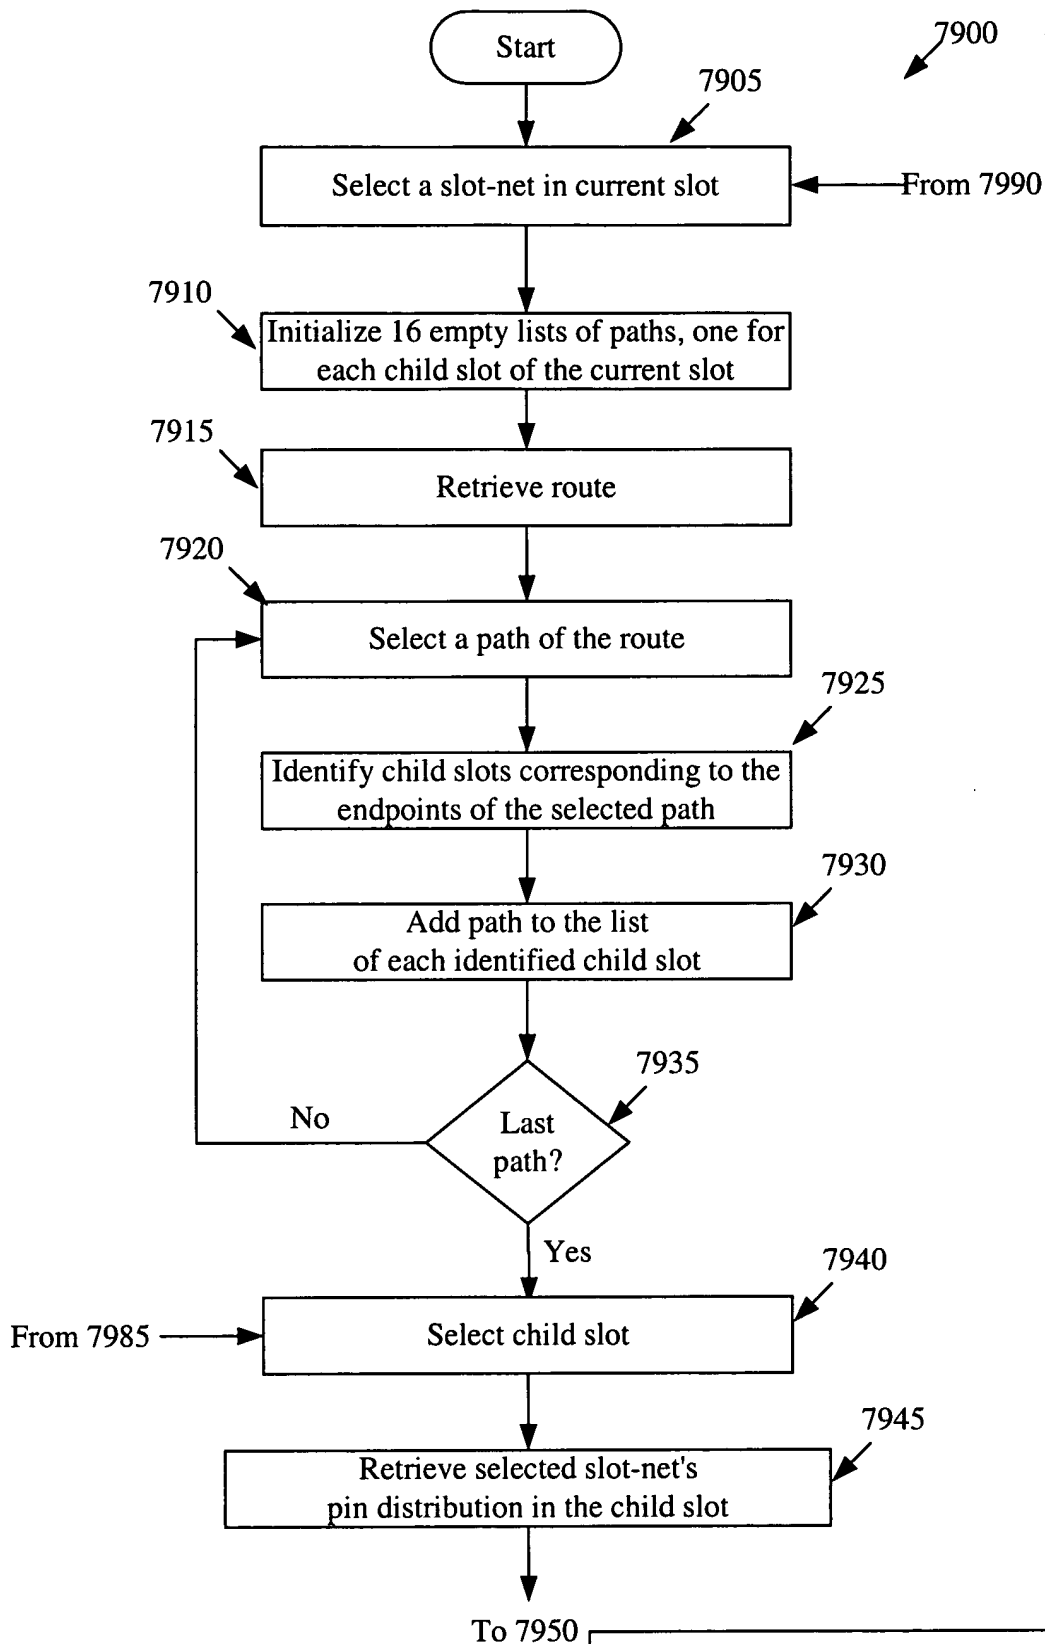 Start
7900
7905
Select a slot-net in current slot
From 7990
7910
Initialize 16 empty lists of paths, one for
each child slot of the current slot
7915
Retrieve route
7920
Select a path of the route
7925
Identify child slots corresponding to the
endpoints of the selected path
7930
Add path to the list
of each identified child slot
7935
Last
path?
No
Yes
7940
From 7985
Select child slot
7945
Retrieve selected slot-net's
pin distribution in the child slot
To 7950